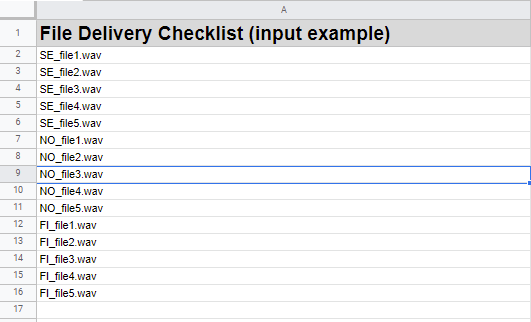 A
1 File Delivery Checklist (input example)
2 SE_file1.wav
3 SE_file2.wav
4 SE_file3.wav
5 SE_file4.wav
6 SE_file5.wav
7 NO_file1.wav
8 NO_file2.wav
9 NO_file3.wav
10 NO_file4.wav
11 NO_file5.wav
12 FI_file1.wav
13 FI_file2.wav
14 FI_file3.wav
15 FI_file4.wav
16 FI_file5.wav
17